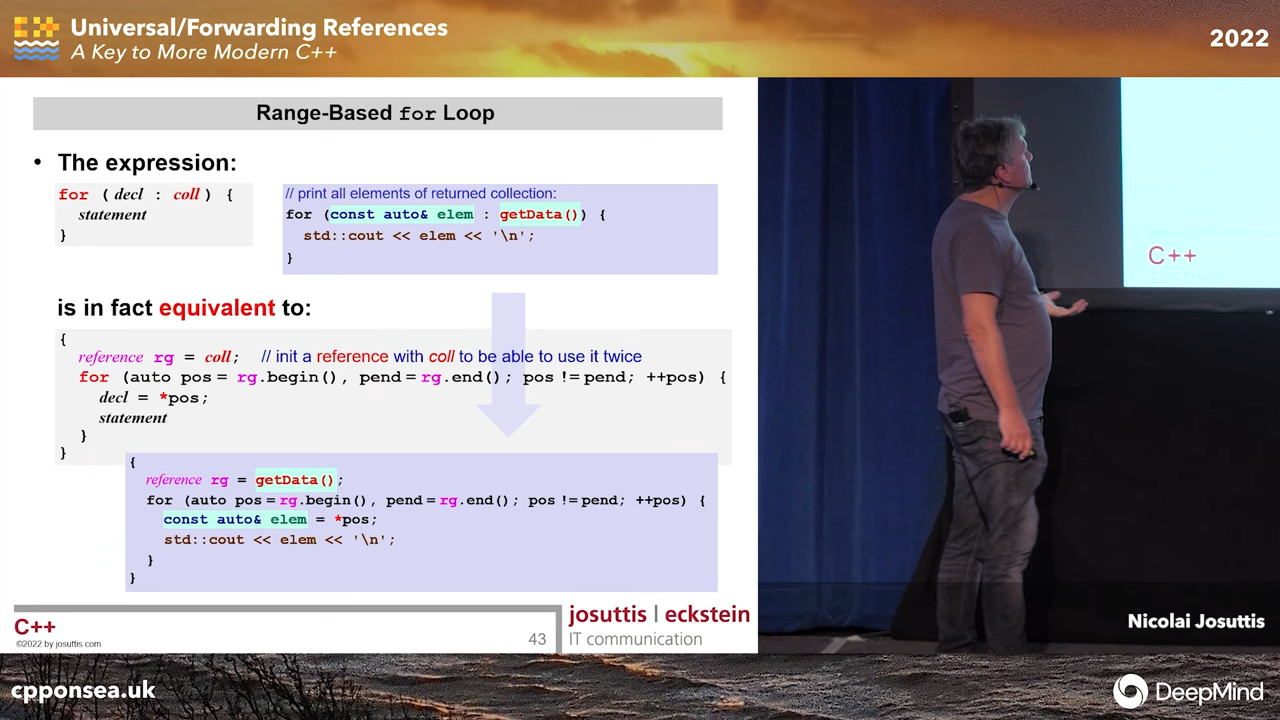 Universal/Forwarding References
A Key to More Modern C++
2022
Range-Based for Loop
• The expression:
for ( decl : coll ) {
statement
}
// print all elements of returned collection:
for (const auto& elem : getData()) {
std::cout << elem << '\n';
}
is in fact equivalent to:
{
reference rg = coll; // init a reference with coll to be able to use it twice
for (auto pos = rg.begin(), pend = rg.end(); pos != pend; ++pos) {
decl = *pos;
statement
}
}
{
reference rg = getData();
for (auto pos = rg.begin(), pend = rg.end(); pos != pend; ++pos) {
const auto& elem = *pos;
std::cout << elem << '\n';
}
}
C++
©2022 by josuttis.com
43
josuttis | eckstein
IT communication
C++
Nicolai Josuttis
cpponsea.uk
DeepMind